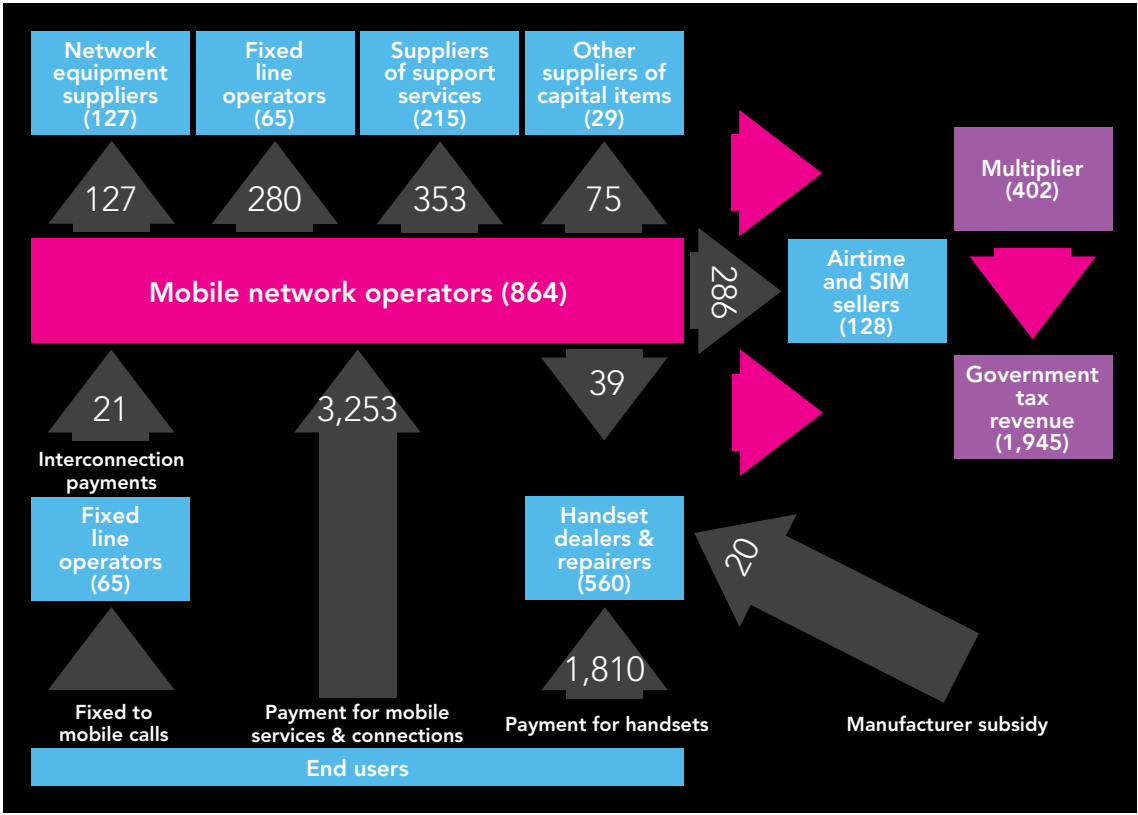 Network
equipment
suppliers
(127)
Fixed
line
operators
(65)
Suppliers
of support
services
(215)
Other
suppliers of
capital items
(29)
127
280
353
75
Multiplier
(402)
Mobile network operators (864)
286
Airtime
and SIM
sellers
(128)
21
3,253
39
Government
tax
revenue
(1,945)
Interconnection
payments
Fixed
line
operators
(65)
Handset
dealers &
repairers
(560)
20
1,810
Fixed to
mobile calls
Payment for mobile
services & connections
Payment for handsets
Manufacturer subsidy
End users